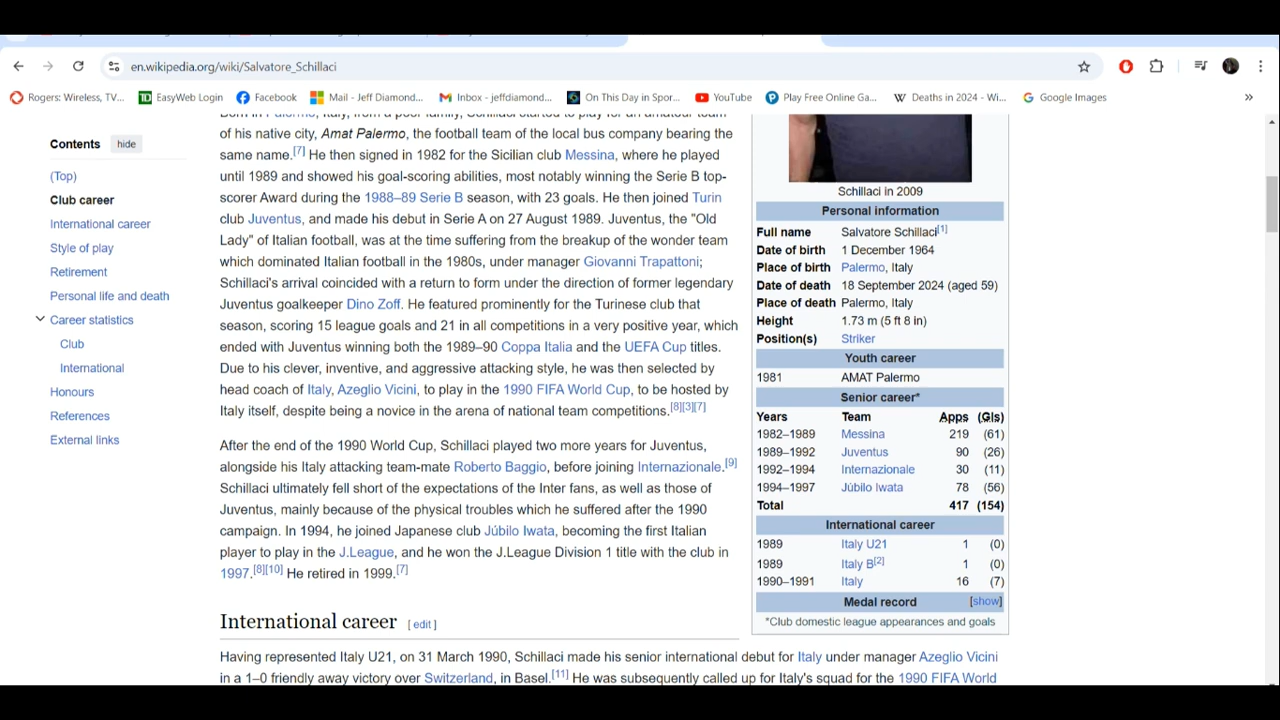 en.wikipedia.org/wiki/Salvatore_Schillaci
Rogers: Wireless, TV...
EasyWeb Login
Facebook
Mail - Jeff Diamond...
Inbox - jeffdiamond...
On This Day in Spor...
YouTube
Play Free Online Ga...
Deaths in 2024 - Wi...
Google Images
»
Contents hide
(Top)
Club career
International career
Style of play
Retirement
Personal life and death
Career statistics
Club
International
Honours
References
External links
of his native city, Amat Palermo, the football team of the local bus company bearing the
same name.[7] He then signed in 1982 for the Sicilian club Messina, where he played
until 1989 and showed his goal-scoring abilities, most notably winning the Serie B top-
scorer Award during the 1988–89 Serie B season, with 23 goals. He then joined Turin
club Juventus, and made his debut in Serie A on 27 August 1989. Juventus, the "Old
Lady" of Italian football, was at the time suffering from the breakup of the wonder team
which dominated Italian football in the 1980s, under manager Giovanni Trapattoni;
Schillaci's arrival coincided with a return to form under the direction of former legendary
Juventus goalkeeper Dino Zoff. He featured prominently for the Turinese club that
season, scoring 15 league goals and 21 in all competitions in a very positive year, which
ended with Juventus winning both the 1989–90 Coppa Italia and the UEFA Cup titles.
Due to his clever, inventive, and aggressive attacking style, he was then selected by
head coach of Italy, Azeglio Vicini, to play in the 1990 FIFA World Cup, to be hosted by
Italy itself, despite being a novice in the arena of national team competitions.[8][3][7]
After the end of the 1990 World Cup, Schillaci played two more years for Juventus,
alongside his Italy attacking team-mate Roberto Baggio, before joining Internazionale.[9]
Schillaci ultimately fell short of the expectations of the Inter fans, as well as those of
Juventus, mainly because of the physical troubles which he suffered after the 1990
campaign. In 1994, he joined Japanese club Júbilo Iwata, becoming the first Italian
player to play in the J.League, and he won the J.League Division 1 title with the club in
1997.[8][10] He retired in 1999.[7]
International career [ edit ]
Having represented Italy U21, on 31 March 1990, Schillaci made his senior international debut for Italy under manager Azeglio Vicini
in a 1–0 friendly away victory over Switzerland, in Basel.[11] He was subsequently called up for Italy's squad for the 1990 FIFA World
Schillaci in 2009
Personal information
Full name Salvatore Schillaci[1]
Date of birth 1 December 1964
Place of birth Palermo, Italy
Date of death 18 September 2024 (aged 59)
Place of death Palermo, Italy
Height 1.73 m (5 ft 8 in)
Position(s) Striker
Youth career
1981 AMAT Palermo
Senior career*
Years Team Apps (Gls)
1982–1989 Messina 219 (61)
1989–1992 Juventus 90 (26)
1992–1994 Internazionale 30 (11)
1994–1997 Júbilo Iwata 78 (56)
Total 417 (154)
International career
1989 Italy U21 1 (0)
1989 Italy B[2] 1 (0)
1990–1991 Italy 16 (7)
Medal record [show]
*Club domestic league appearances and goals